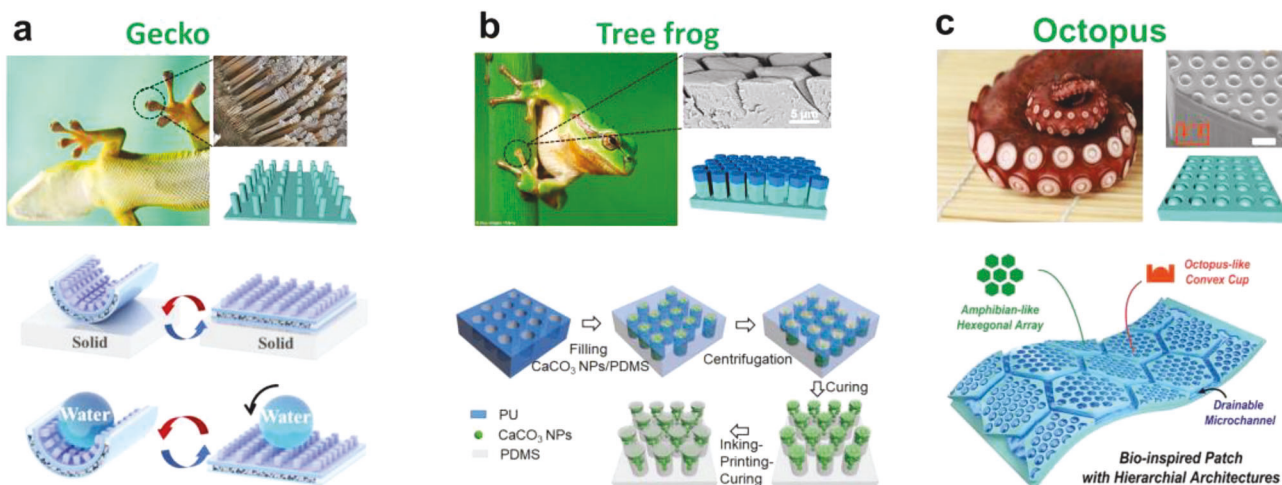 a
Gecko
Solid
Solid
Water
Water
b
Tree frog
5 μm
Filling
CaCO₃ NPs/PDMS
Centrifugation
Curing
PU
CaCO₃ NPs
PDMS
Inking-
Printing-
Curing
c
Octopus
Amphibian-like
Hexegonal Array
Octopus-like
Convex Cup
Drainable
Microchannel
Bio-inspired Patch
with Hierarchial Architectures